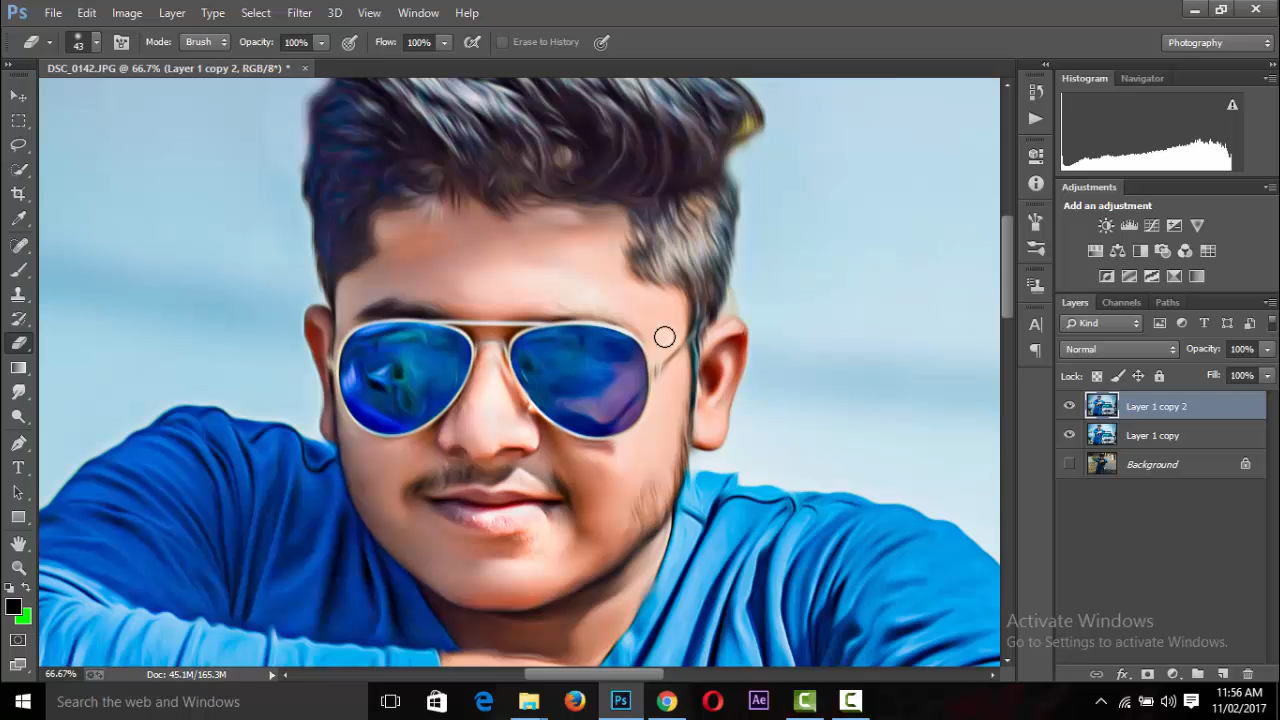 Ps File Edit Image Layer Type Select Filter 3D View Window Help
43 Mode: Brush Opacity: 100% Flow: 100% Erase to History Photography
DSC_0142.JPG @ 66.7% (Layer 1 copy 2, RGB/8*) * ×
Histogram Navigator
Adjustments
Add an adjustment
Layers Channels Paths
Kind
Normal Opacity: 100%
Lock: Fill: 100%
Layer 1 copy 2
Layer 1 copy
Background
A|
T
Activate Windows
Go to Settings to activate Windows.
66.67% Doc: 45.1M/165.3M
Search the web and Windows
e Ps Ae C C
11:56 AM
11/02/2017